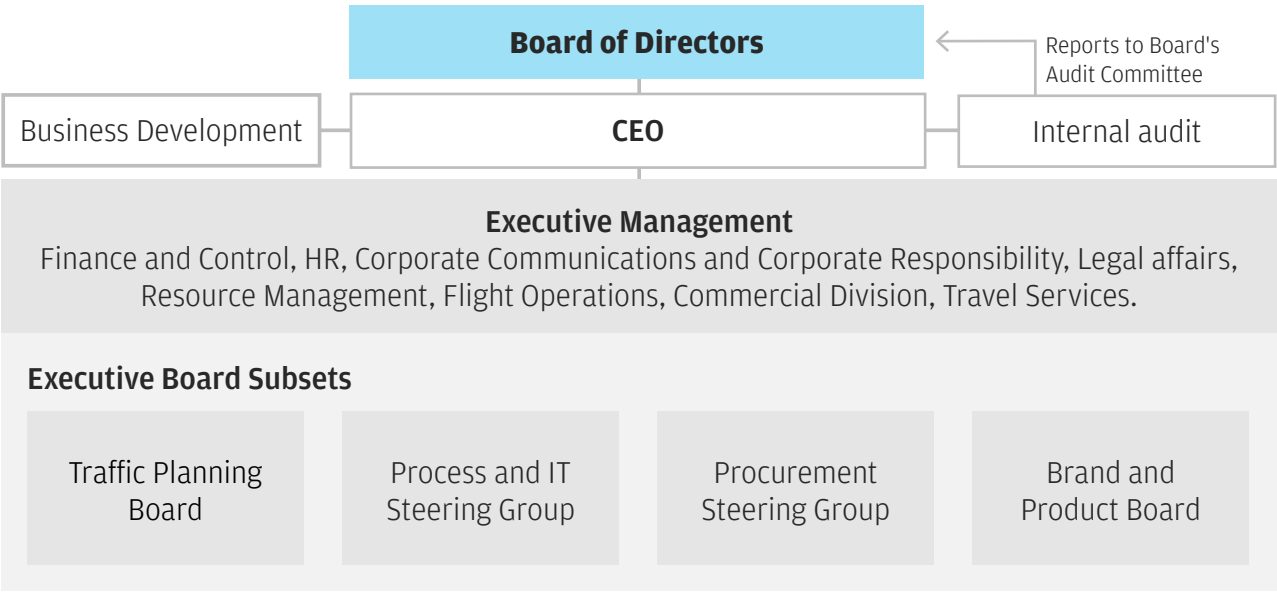 Board of Directors
Reports to Board's
Audit Committee
Business Development
CEO
Internal audit
Executive Management
Finance and Control, HR, Corporate Communications and Corporate Responsibility, Legal affairs,
Resource Management, Flight Operations, Commercial Division, Travel Services.
Executive Board Subsets
Traffic Planning
Board
Process and IT
Steering Group
Procurement
Steering Group
Brand and
Product Board